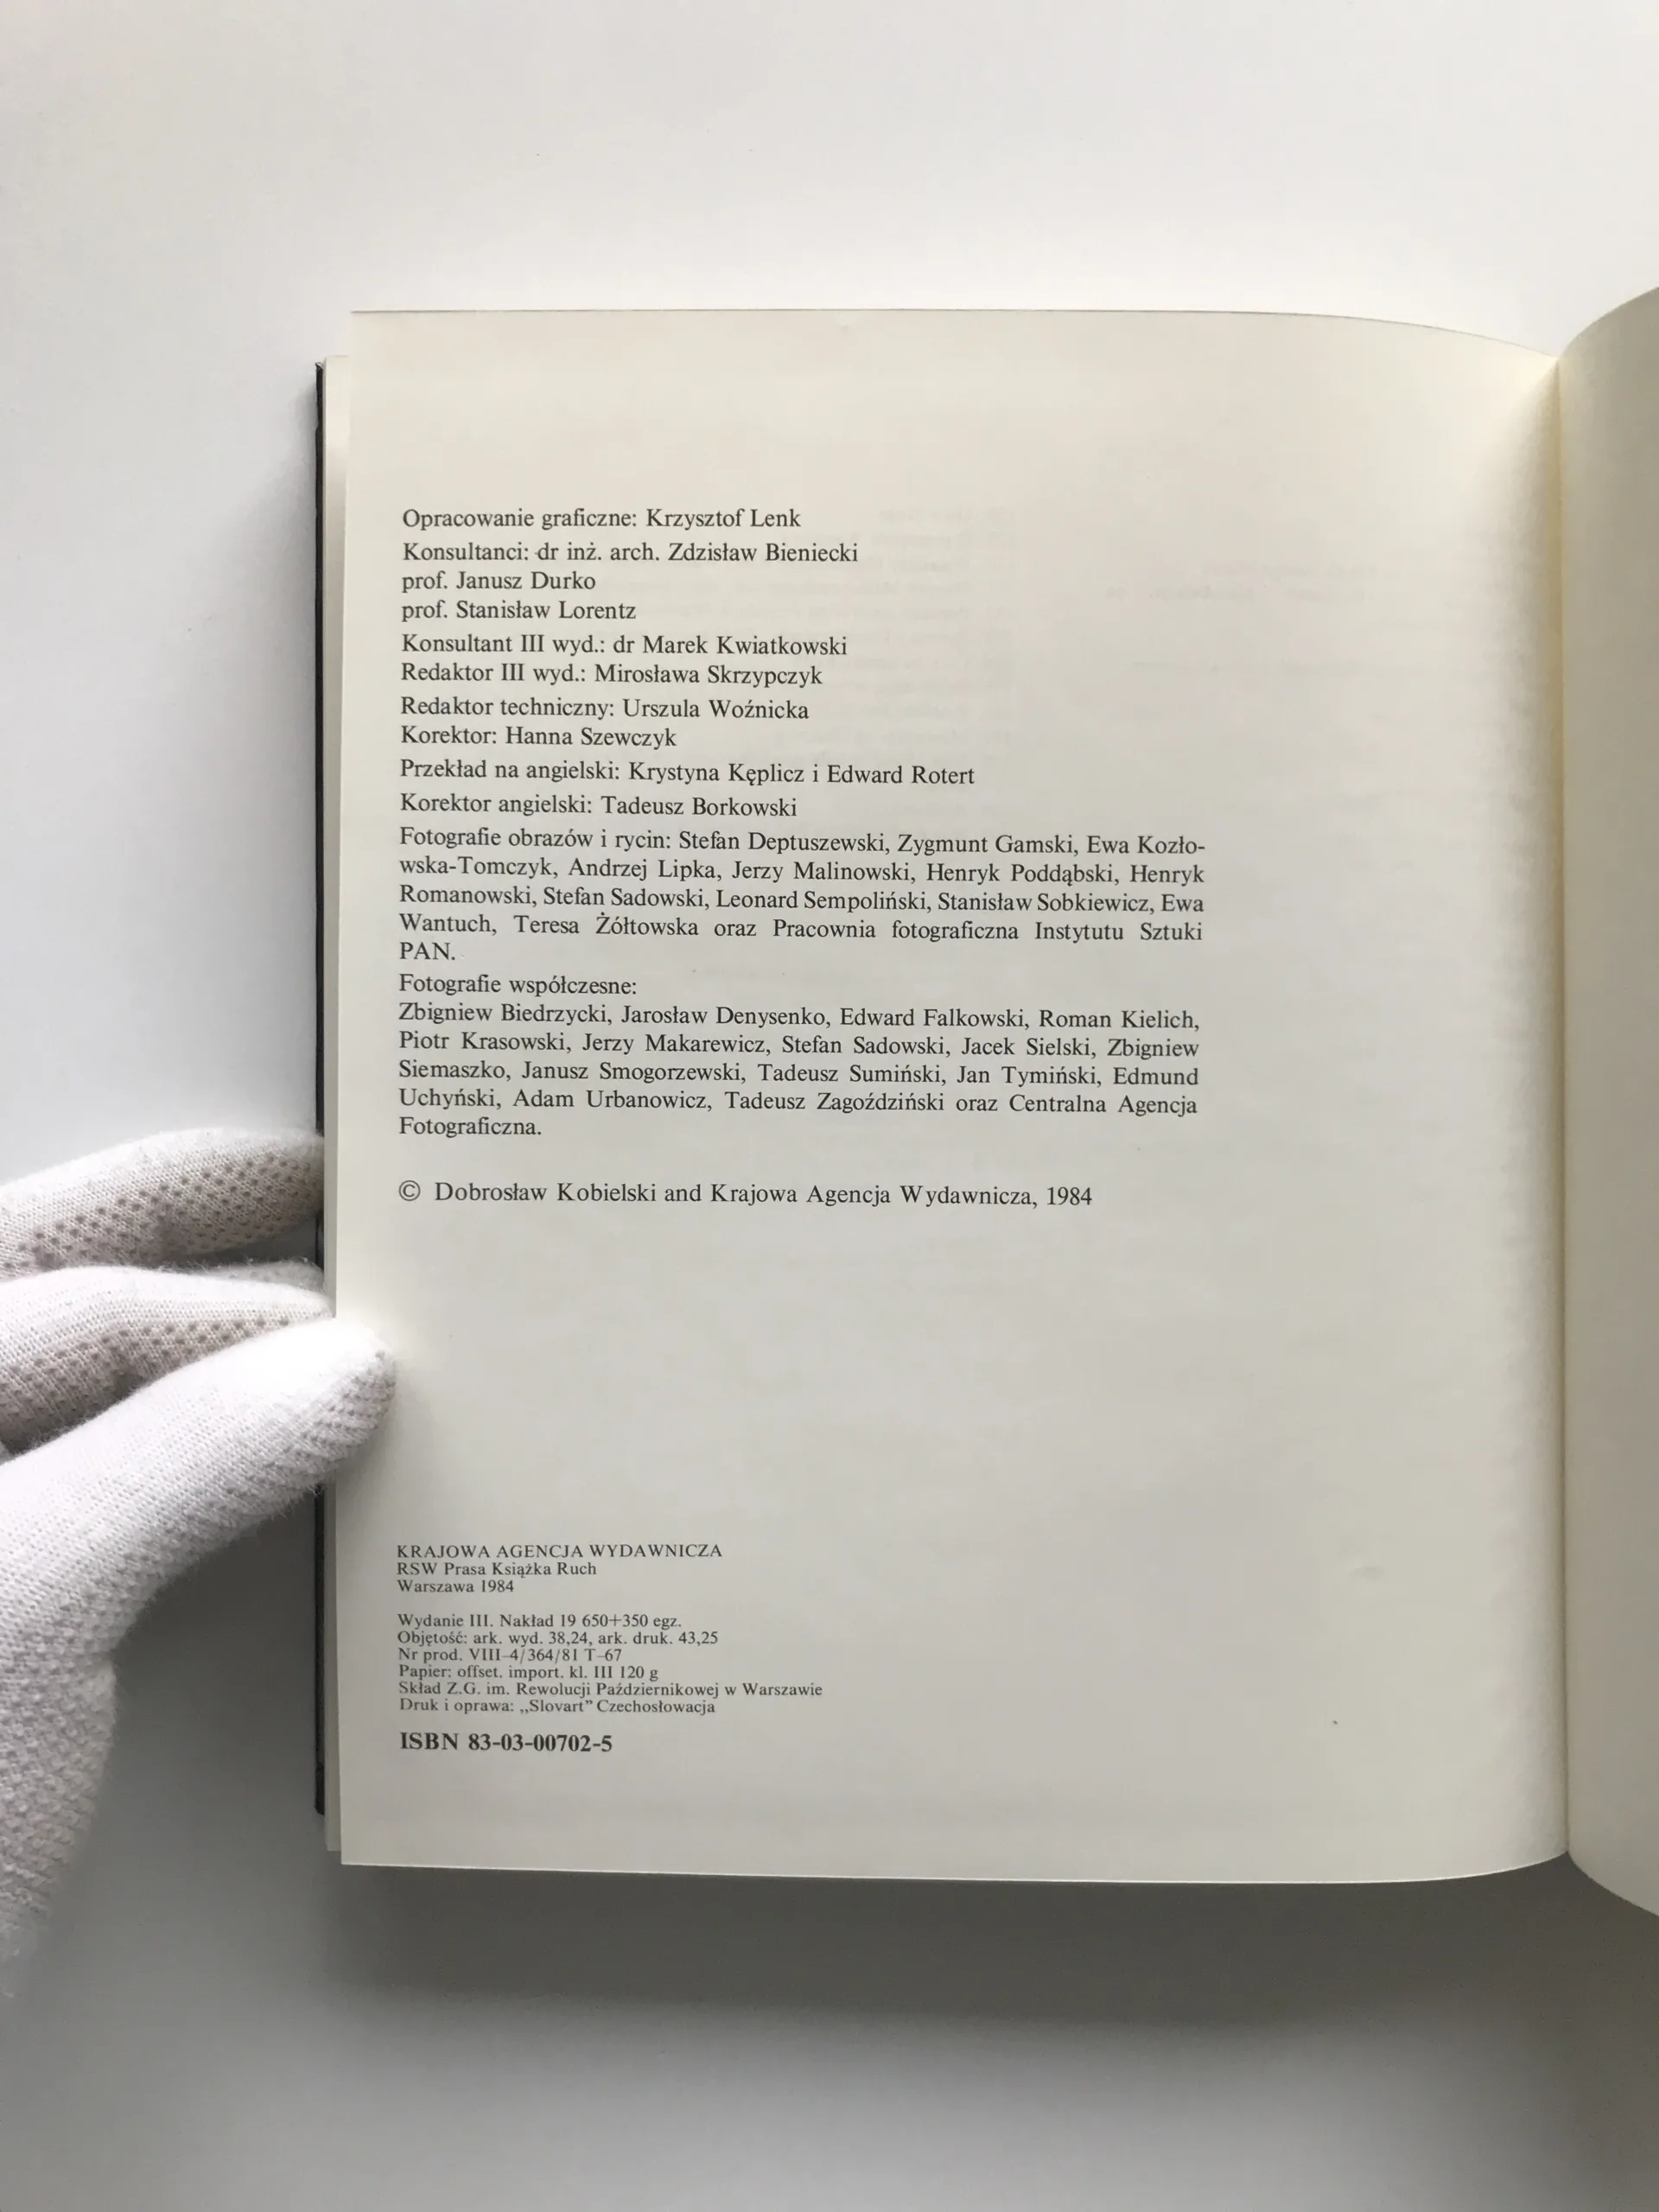 Opracowanie graficzne: Krzysztof Lenk
Konsultanci: dr inż. arch. Zdzisław Bieniecki
prof. Janusz Durko
prof. Stanisław Lorentz
Konsultant III wyd.: dr Marek Kwiatkowski
Redaktor III wyd.: Mirosława Skrzypczyk
Redaktor techniczny: Urszula Woźnicka
Korektor: Hanna Szewczyk
Przekład na angielski: Krystyna Kęplicz i Edward Rotert
Korektor angielski: Tadeusz Borkowski
Fotografie obrazów i rycin: Stefan Deptuszewski, Zygmunt Gamski, Ewa Kozło-
wska-Tomczyk, Andrzej Lipka, Jerzy Malinowski, Henryk Poddąbski, Henryk
Romanowski, Stefan Sadowski, Leonard Sempoliński, Stanisław Sobkiewicz, Ewa
Wantuch, Teresa Żółtowska oraz Pracownia fotograficzna Instytutu Sztuki
PAN.
Fotografie współczesne:
Zbigniew Biedrzycki, Jarosław Denysenko, Edward Falkowski, Roman Kielich,
Piotr Krasowski, Jerzy Makarewicz, Stefan Sadowski, Jacek Sielski, Zbigniew
Siemaszko, Janusz Smogorzewski, Tadeusz Sumiński, Jan Tymiński, Edmund
Uchyński, Adam Urbanowicz, Tadeusz Zagoździński oraz Centralna Agencja
Fotograficzna.
© Dobrosław Kobielski and Krajowa Agencja Wydawnicza, 1984
KRAJOWA AGENCJA WYDAWNICZA
RSW Prasa Książka Ruch
Warszawa 1984
Wydanie III. Nakład 19 650+350 egz.
Objętość: ark. wyd. 38,24, ark. druk. 43,25
Nr prod. VIII-4/364/81 T-67
Papier: offset. import. kl. III 120 g
Skład Z.G. im. Rewolucji Październikowej w Warszawie
Druk i oprawa: „Slovart” Czechosłowacja
ISBN 83-03-00702-5